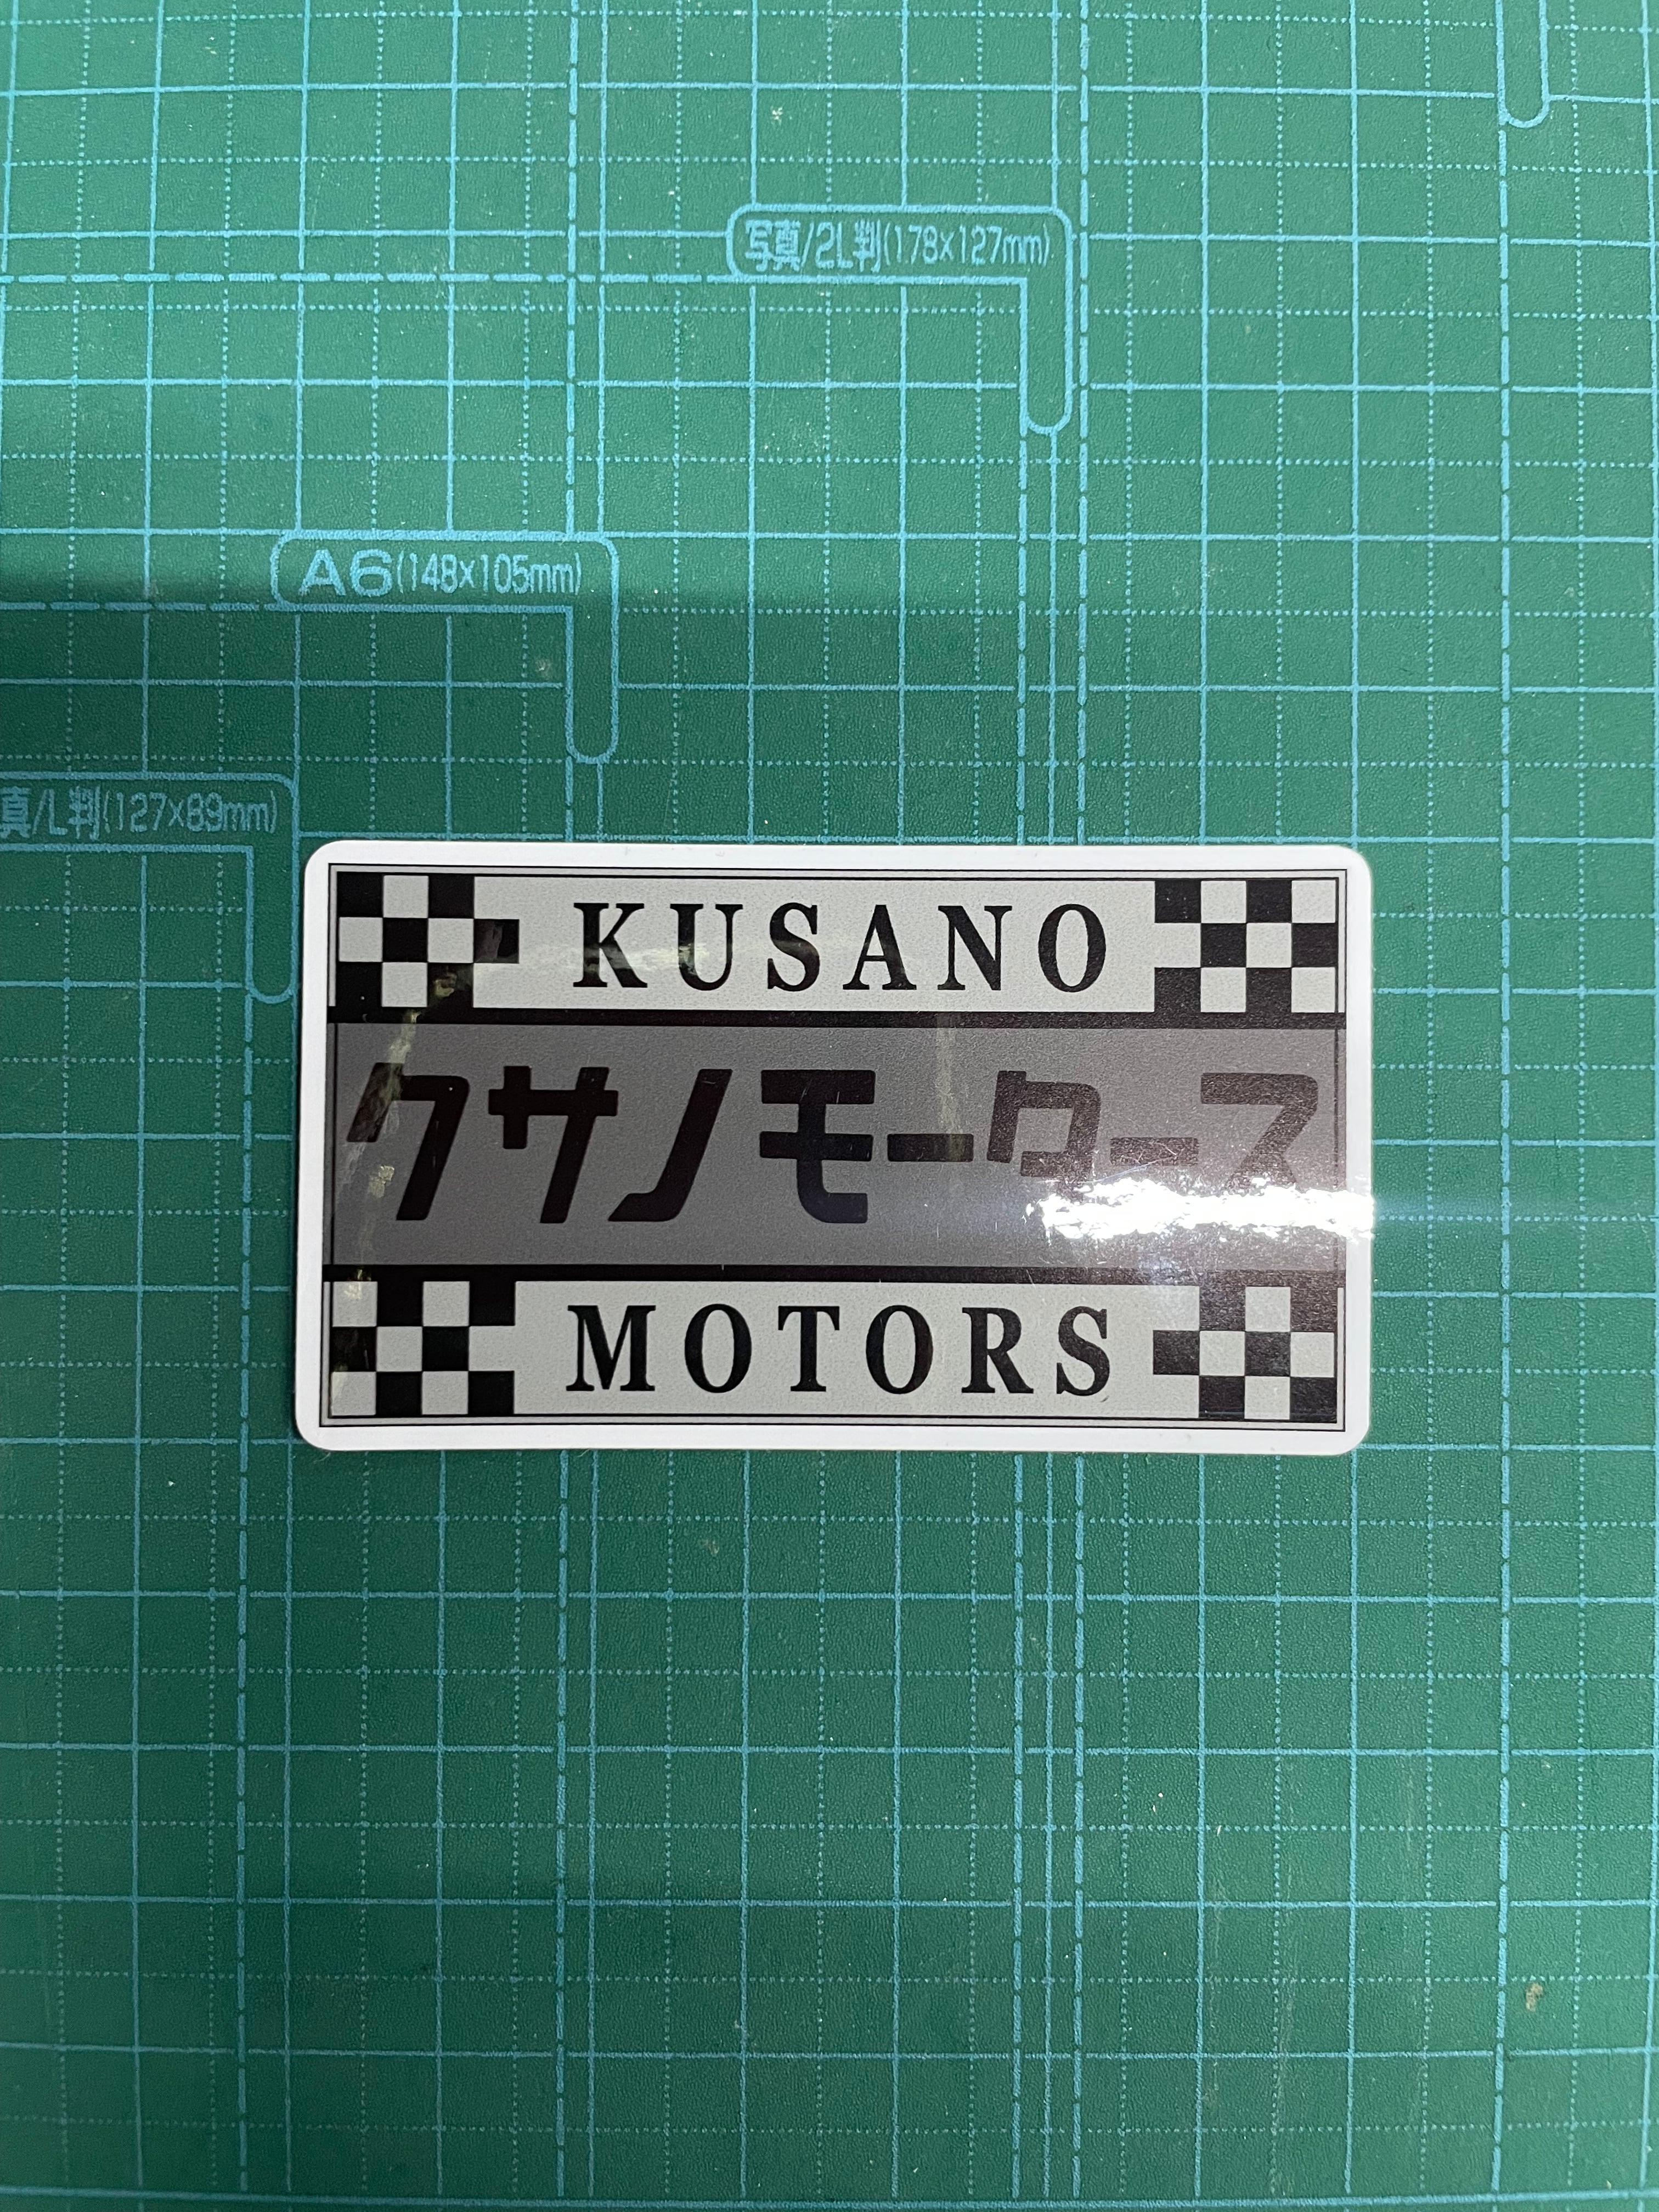 写真/2L判(178×127mm)
A6(148×105mm)
真/L判(127×89mm)
KUSANO
クサノモータース
MOTORS